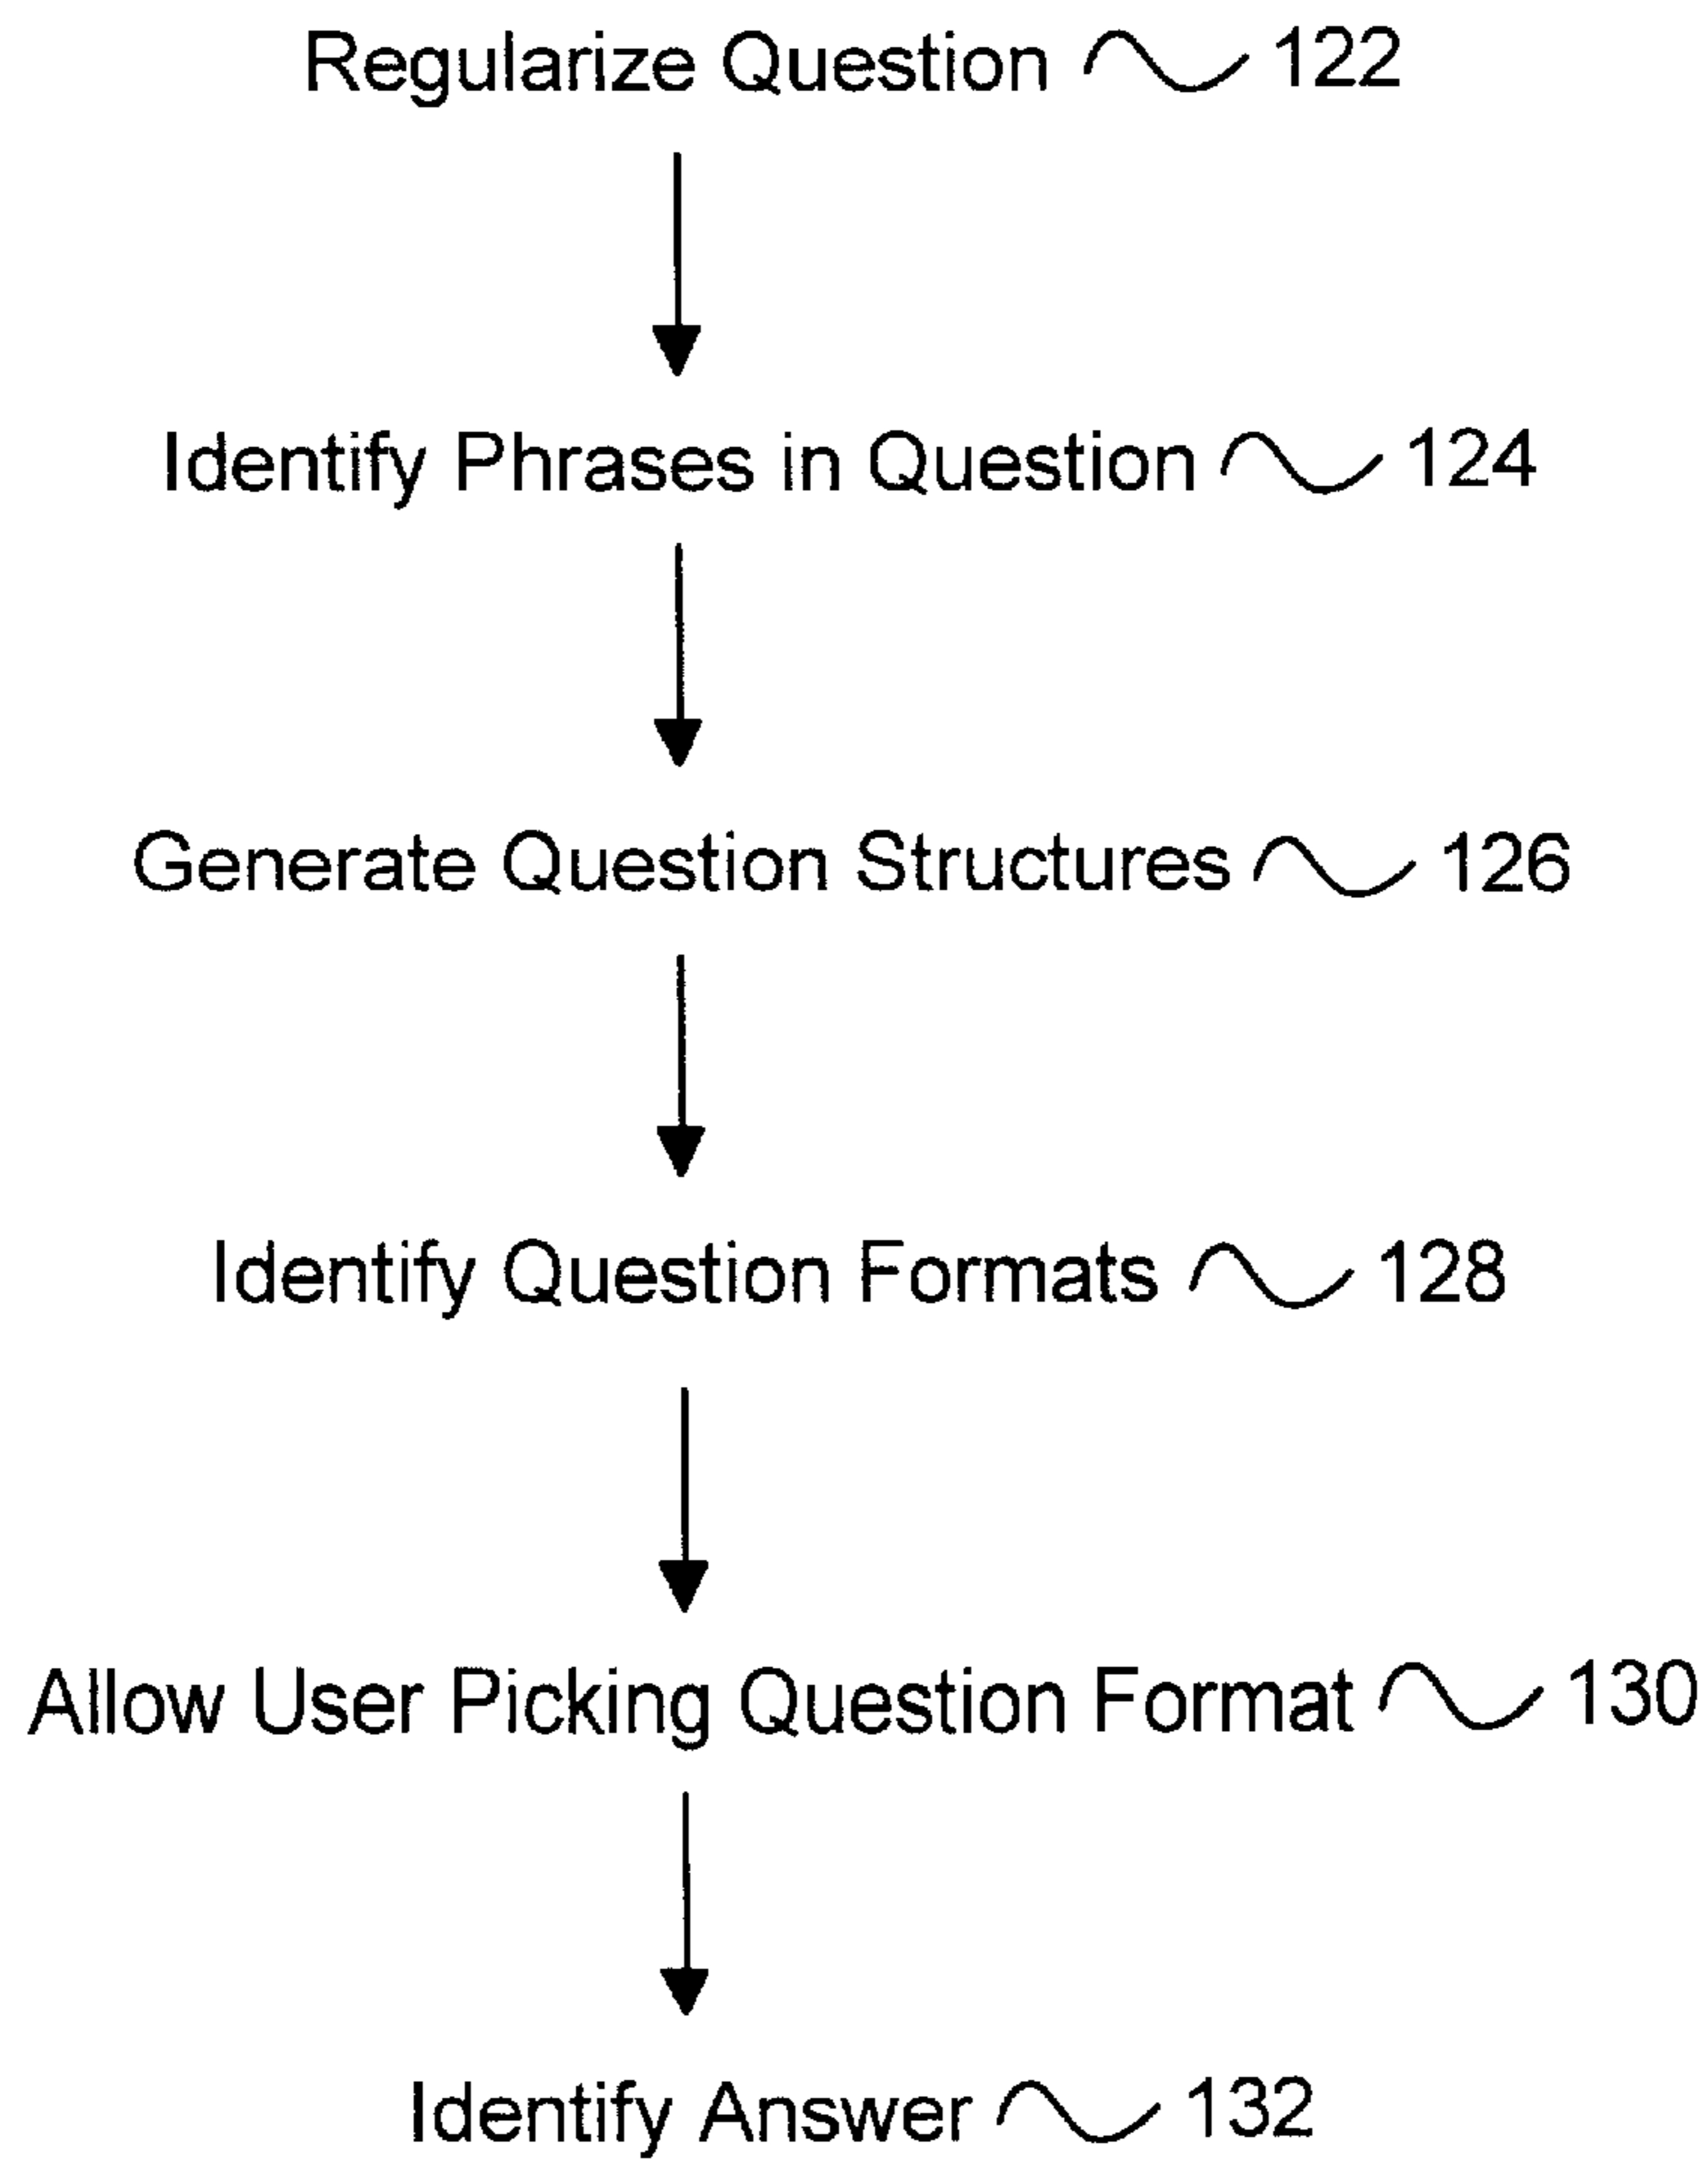 Regularize Question 122
Identify Phrases in Question 124
Generate Question Structures 126
Identify Question Formats 128
Allow User Picking Question Format 130
Identify Answer 132